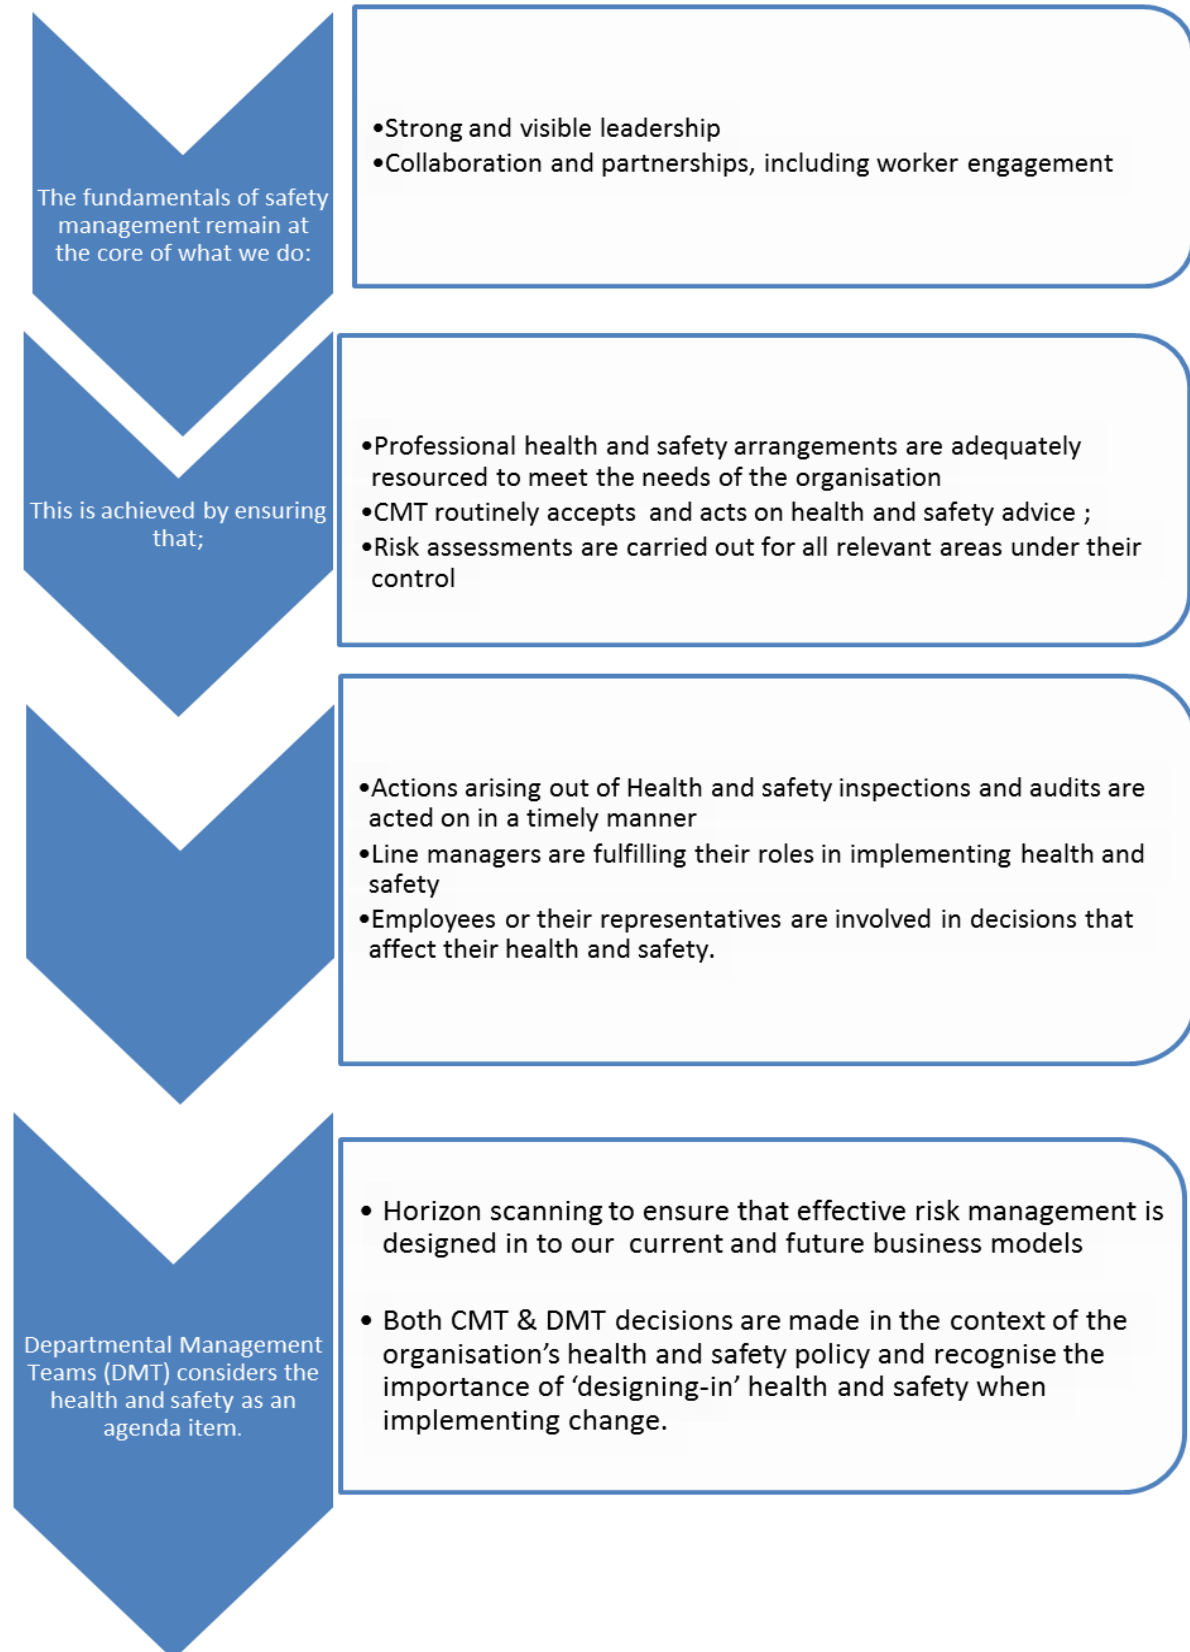 The fundamentals of safety
management remain at
the core of what we do:
•Strong and visible leadership
•Collaboration and partnerships, including worker engagement
This is achieved by ensuring
that;
•Professional health and safety arrangements are adequately
resourced to meet the needs of the organisation
•CMT routinely accepts  and acts on health and safety advice ;
•Risk assessments are carried out for all relevant areas under their
control
•Actions arising out of Health and safety inspections and audits are
acted on in a timely manner
•Line managers are fulfilling their roles in implementing health and
safety
•Employees or their representatives are involved in decisions that
affect their health and safety.
Departmental Management
Teams (DMT) considers the
health and safety as an
agenda item.
• Horizon scanning to ensure that effective risk management is
designed in to our  current and future business models
• Both CMT & DMT decisions are made in the context of the
organisation’s health and safety policy and recognise the
importance of ‘designing-in’ health and safety when
implementing change.